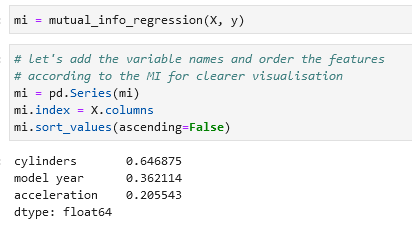 mi = mutual_info_regression(X, y)
# let's add the variable names and order the features
# according to the MI for clearer visualisation
mi = pd.Series(mi)
mi.index = X.columns
mi.sort_values(ascending=False)
cylinders       0.646875
model year      0.362114
acceleration    0.205543
dtype: float64